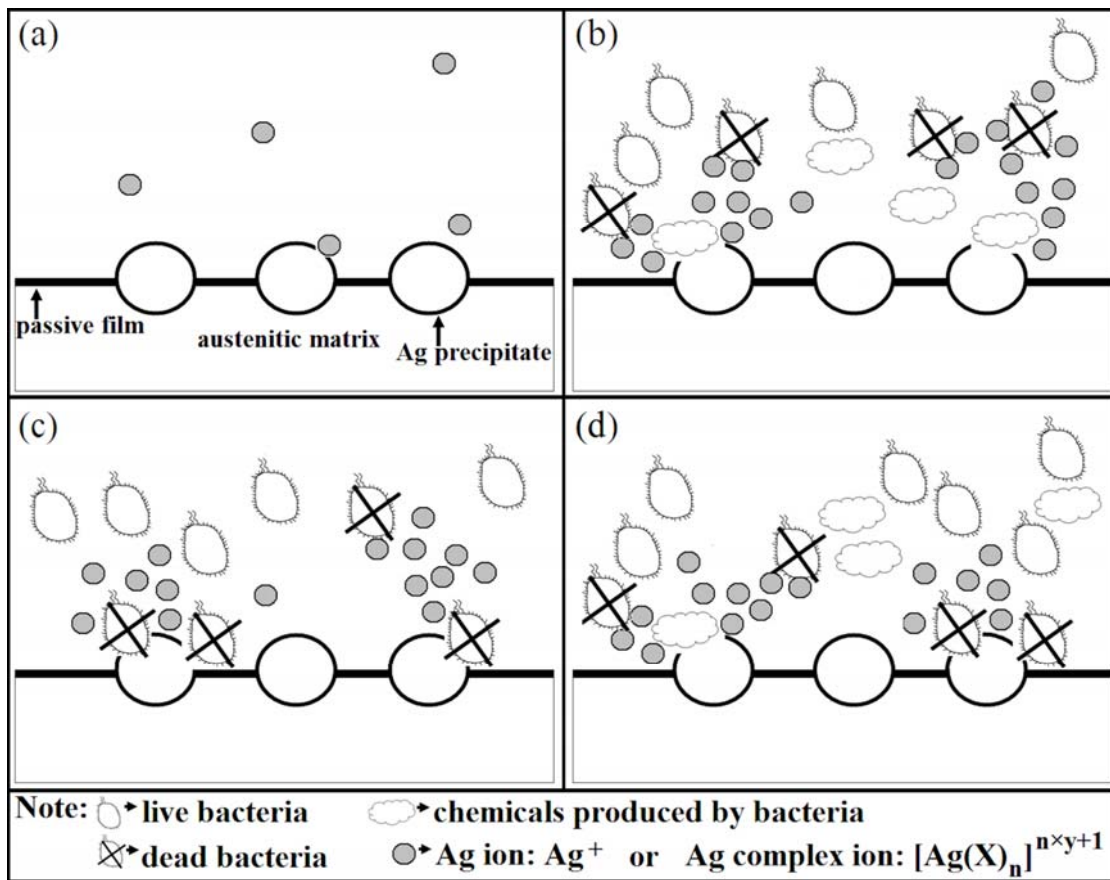 (a)
(b)
passive film
austenitic matrix
Ag precipitate
(c)
(d)
Note: live bacteria chemicals produced by bacteria
dead bacteria Ag ion: Ag⁺ or Ag complex ion: [Ag(X)ₙ]ⁿˣʸ⁺¹